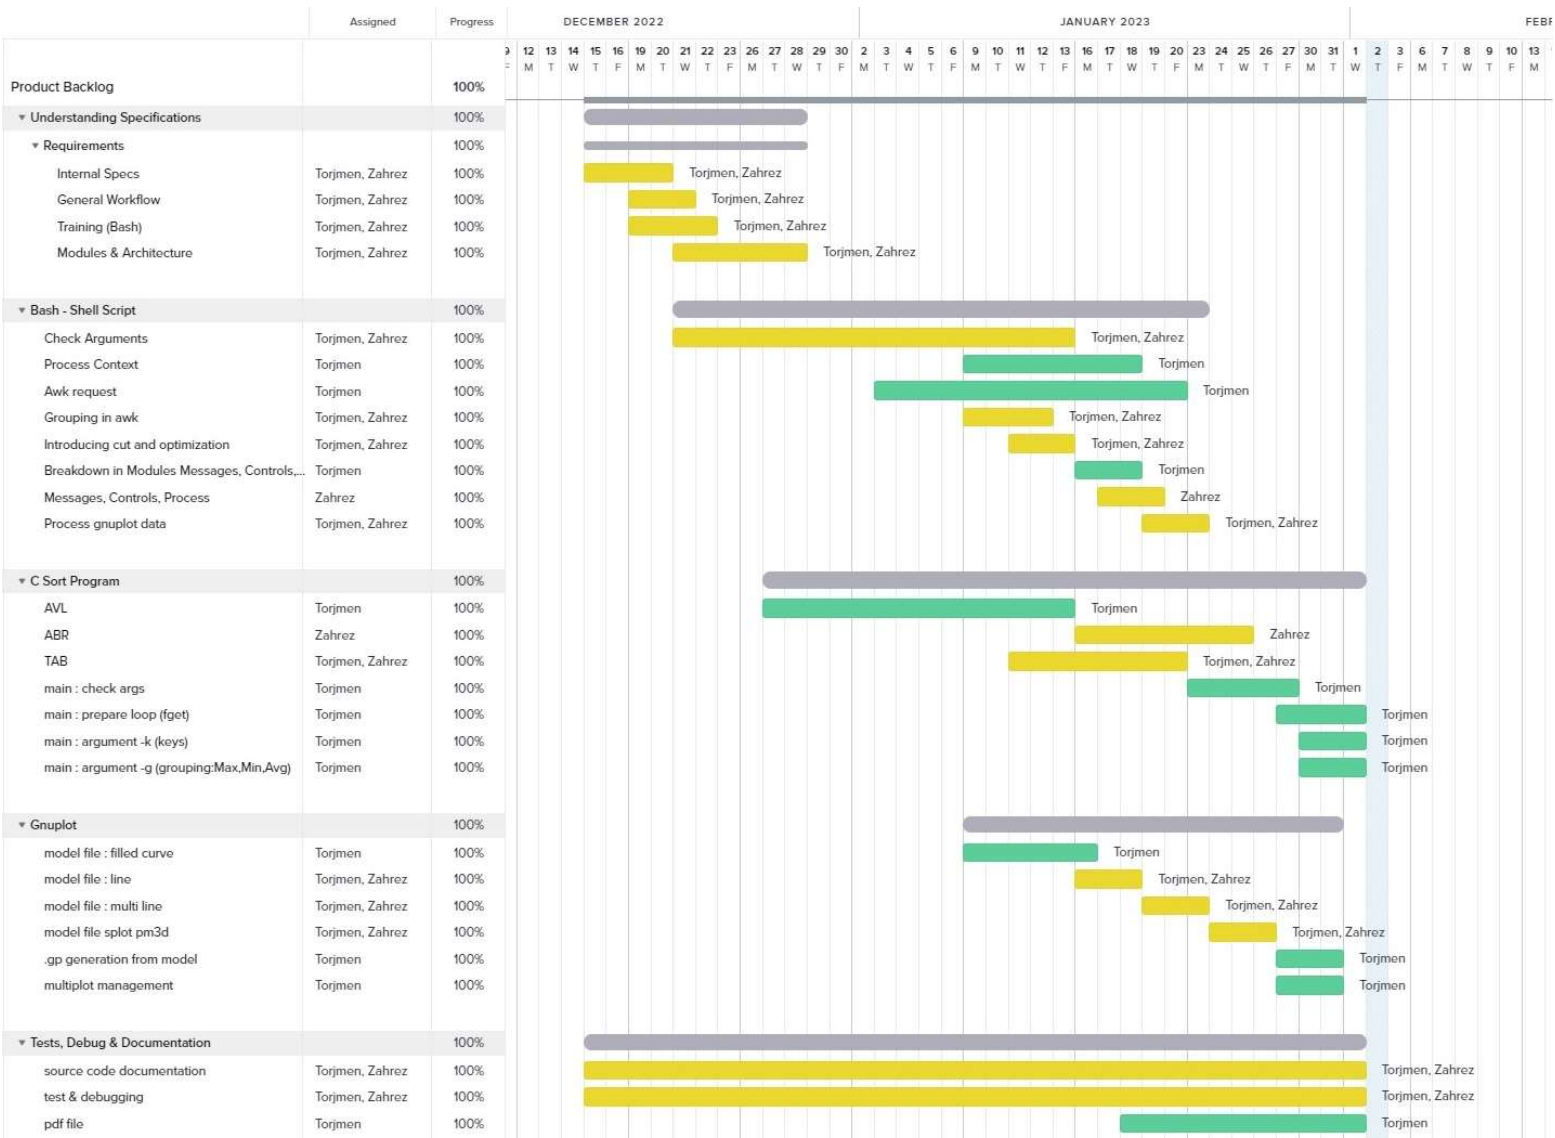 Assigned Progress DECEMBER 2022 JANUARY 2023 FEBF
9 12 13 14 15 16 19 20 21 22 23 26 27 28 29 30 2 3 4 5 6 9 10 11 12 13 16 17 18 19 20 23 24 25 26 27 30 31 1 2 3 6 7 8 9 10 13
F M T W T F M T W T F M T W T F M T W T F M T W T F M T W T F M T W T F M T W T F M T W T F M
Product Backlog 100%
Understanding Specifications 100%
Requirements 100%
Internal Specs Torjmen, Zahrez 100% Torjmen, Zahrez
General Workflow Torjmen, Zahrez 100% Torjmen, Zahrez
Training (Bash) Torjmen, Zahrez 100% Torjmen, Zahrez
Modules & Architecture Torjmen, Zahrez 100% Torjmen, Zahrez
Bash - Shell Script 100%
Check Arguments Torjmen, Zahrez 100% Torjmen, Zahrez
Process Context Torjmen 100% Torjmen
Awk request Torjmen 100% Torjmen
Grouping in awk Torjmen, Zahrez 100% Torjmen, Zahrez
Introducing cut and optimization Torjmen, Zahrez 100% Torjmen, Zahrez
Breakdown in Modules Messages, Controls,... Torjmen 100% Torjmen
Messages, Controls, Process Zahrez 100% Zahrez
Process gnuplot data Torjmen, Zahrez 100% Torjmen, Zahrez
C Sort Program 100%
AVL Torjmen 100% Torjmen
ABR Zahrez 100% Zahrez
TAB Torjmen, Zahrez 100% Torjmen, Zahrez
main : check args Torjmen 100% Torjmen
main : prepare loop (fget) Torjmen 100% Torjmen
main : argument -k (keys) Torjmen 100% Torjmen
main : argument -g (grouping:Max,Min,Avg) Torjmen 100% Torjmen
Gnuplot 100%
model file : filled curve Torjmen 100% Torjmen
model file : line Torjmen, Zahrez 100% Torjmen, Zahrez
model file : multi line Torjmen, Zahrez 100% Torjmen, Zahrez
model file splot pm3d Torjmen, Zahrez 100% Torjmen, Zahrez
.gp generation from model Torjmen 100% Torjmen
multiplot management Torjmen 100% Torjmen
Tests, Debug & Documentation 100%
source code documentation Torjmen, Zahrez 100% Torjmen, Zahrez
test & debugging Torjmen, Zahrez 100% Torjmen, Zahrez
pdf file Torjmen 100% Torjmen